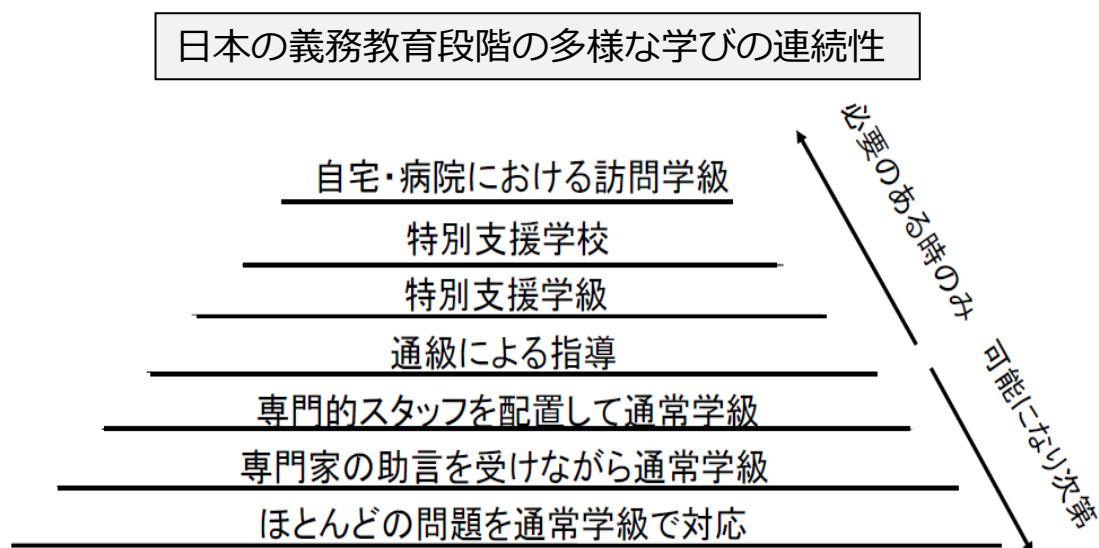 日本の義務教育段階の多様な学びの連続性
自宅・病院における訪問学級
特別支援学校
特別支援学級
通級による指導
専門的スタッフを配置して通常学級
専門家の助言を受けながら通常学級
ほとんどの問題を通常学級で対応
必要のある時のみ
可能になり次第